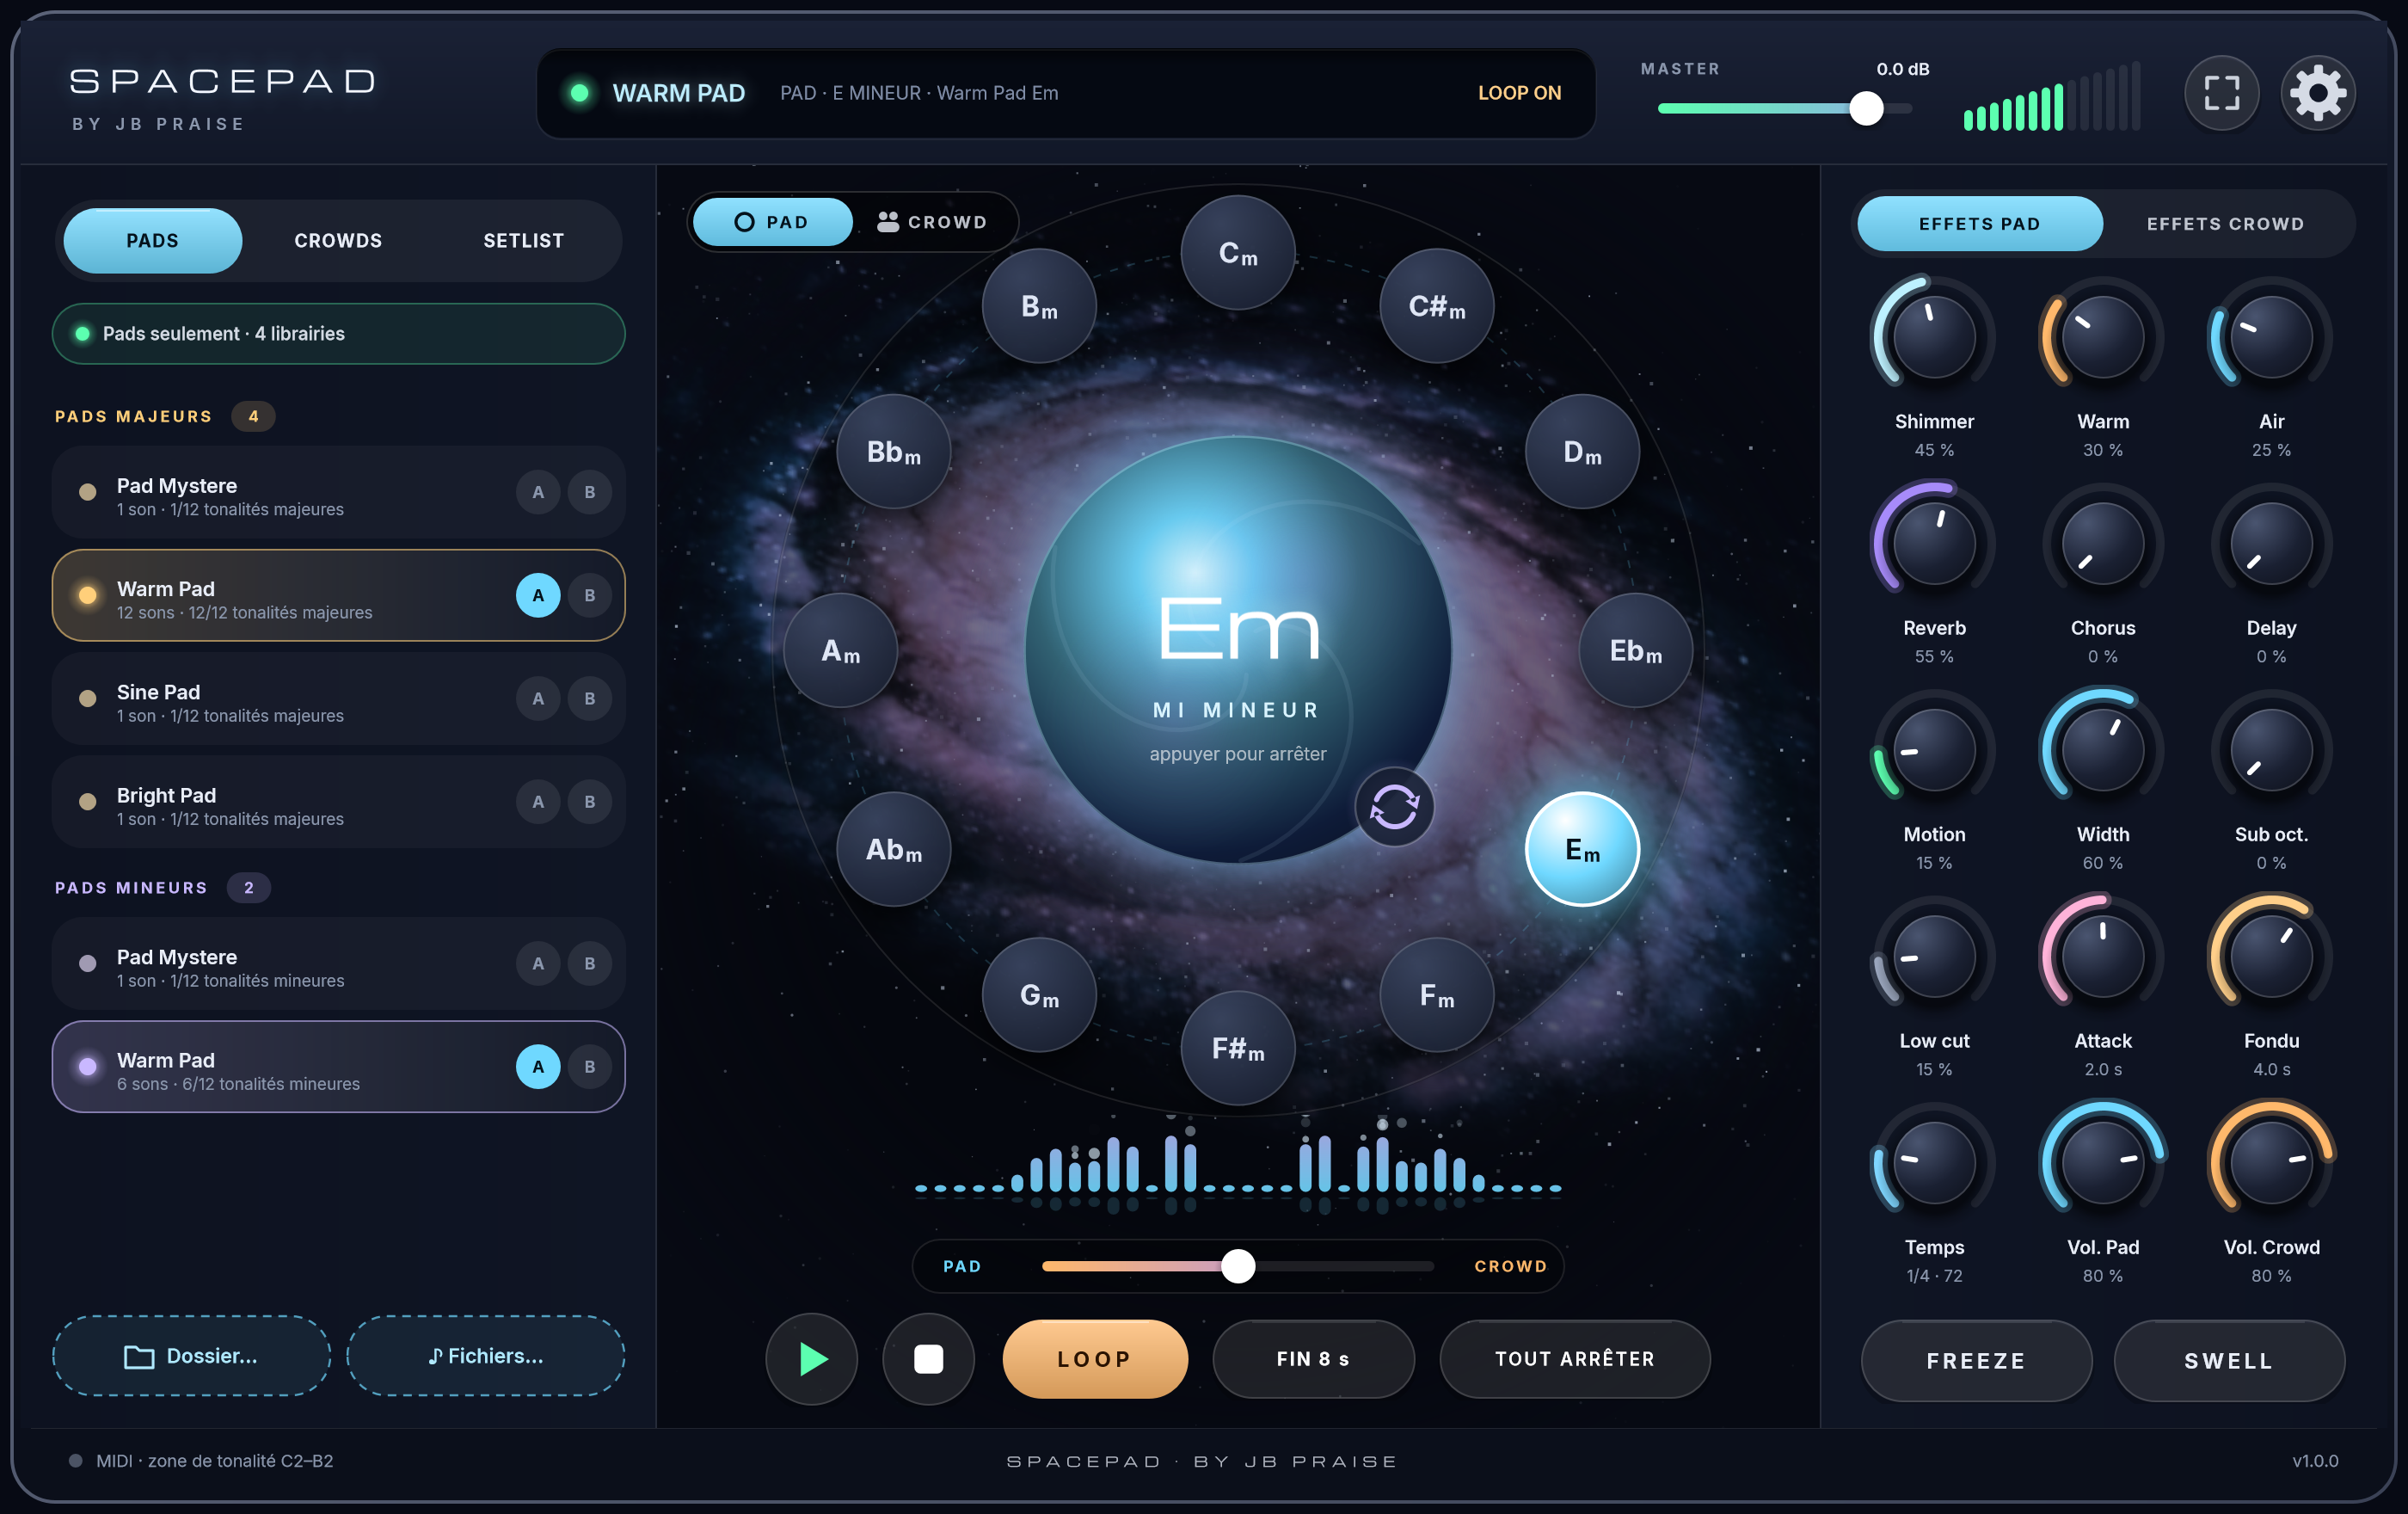 SPACEPAD
BY JB PRAISE
WARM PAD
PAD · E MINEUR · Warm Pad Em
LOOP ON
MASTER
0.0 dB
PADS
CROWDS
SETLIST
Pads seulement · 4 librairies
PADS MAJEURS
4
Pad Mystere
1 son · 1/12 tonalités majeures
A
B
Warm Pad
12 sons · 12/12 tonalités majeures
A
B
Sine Pad
1 son · 1/12 tonalités majeures
A
B
Bright Pad
1 son · 1/12 tonalités majeures
A
B
PADS MINEURS
2
Pad Mystere
1 son · 1/12 tonalités mineures
A
B
Warm Pad
6 sons · 6/12 tonalités mineures
A
B
Dossier...
Fichiers...
PAD
CROWD
Cm
C#m
Dm
Ebm
Em
Fm
F#m
Gm
Abm
Am
Bbm
Bm
Em
MI MINEUR
appuyer pour arrêter
PAD
CROWD
LOOP
FIN 8 s
TOUT ARRÊTER
EFFETS PAD
EFFETS CROWD
Shimmer
45 %
Warm
30 %
Air
25 %
Reverb
55 %
Chorus
0 %
Delay
0 %
Motion
15 %
Width
60 %
Sub oct.
0 %
Low cut
15 %
Attack
2.0 s
Fondu
4.0 s
Temps
1/4 · 72
Vol. Pad
80 %
Vol. Crowd
80 %
FREEZE
SWELL
MIDI · zone de tonalité C2–B2
SPACEPAD · BY JB PRAISE
v1.0.0